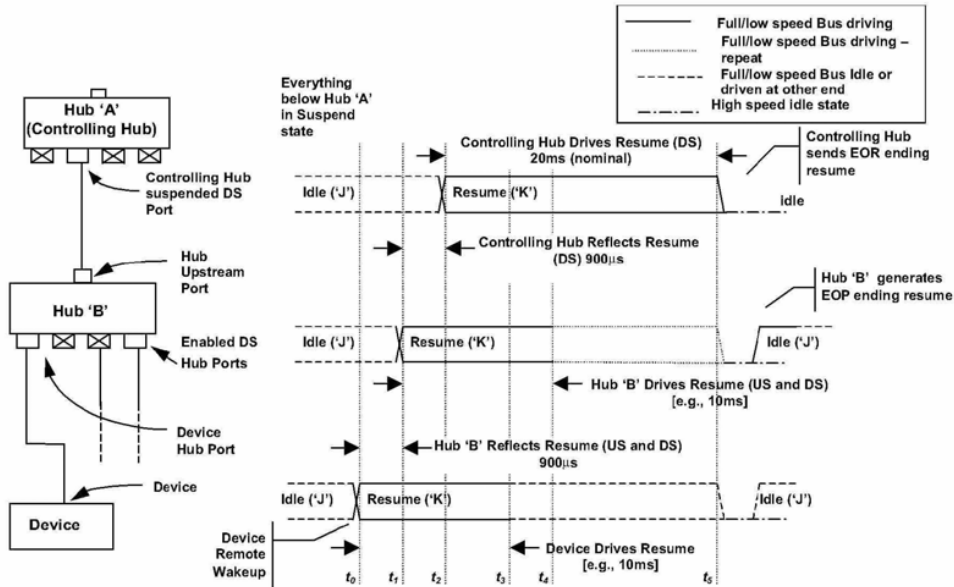 Full/low speed Bus driving
Full/low speed Bus driving –
repeat
Full/low speed Bus Idle or
driven at other end
High speed idle state
Everything
below Hub ‘A’
in Suspend
state
Hub ‘A’
(Controlling Hub)
Controlling Hub
suspended DS
Port
Controlling Hub Drives Resume (DS)
20ms (nominal)
Controlling Hub
sends EOR ending
resume
Idle (‘J’)
Resume (‘K’)
idle
Controlling Hub Reflects Resume
(DS) 900µs
Hub
Upstream
Port
Hub ‘B’
Enabled DS
Hub Ports
Hub ‘B’ generates
EOP ending resume
Idle (‘J’)
Resume (‘K’)
Idle (‘J’)
Hub ‘B’ Drives Resume (US and DS)
[e.g., 10ms]
Device
Hub Port
Hub ‘B’ Reflects Resume (US and DS)
900µs
Device
Device
Idle (‘J’)
Resume (‘K’)
Idle (‘J’)
Device
Remote
Wakeup
Device Drives Resume
[e.g., 10ms]
t0 t1 t2 t3 t4 t5